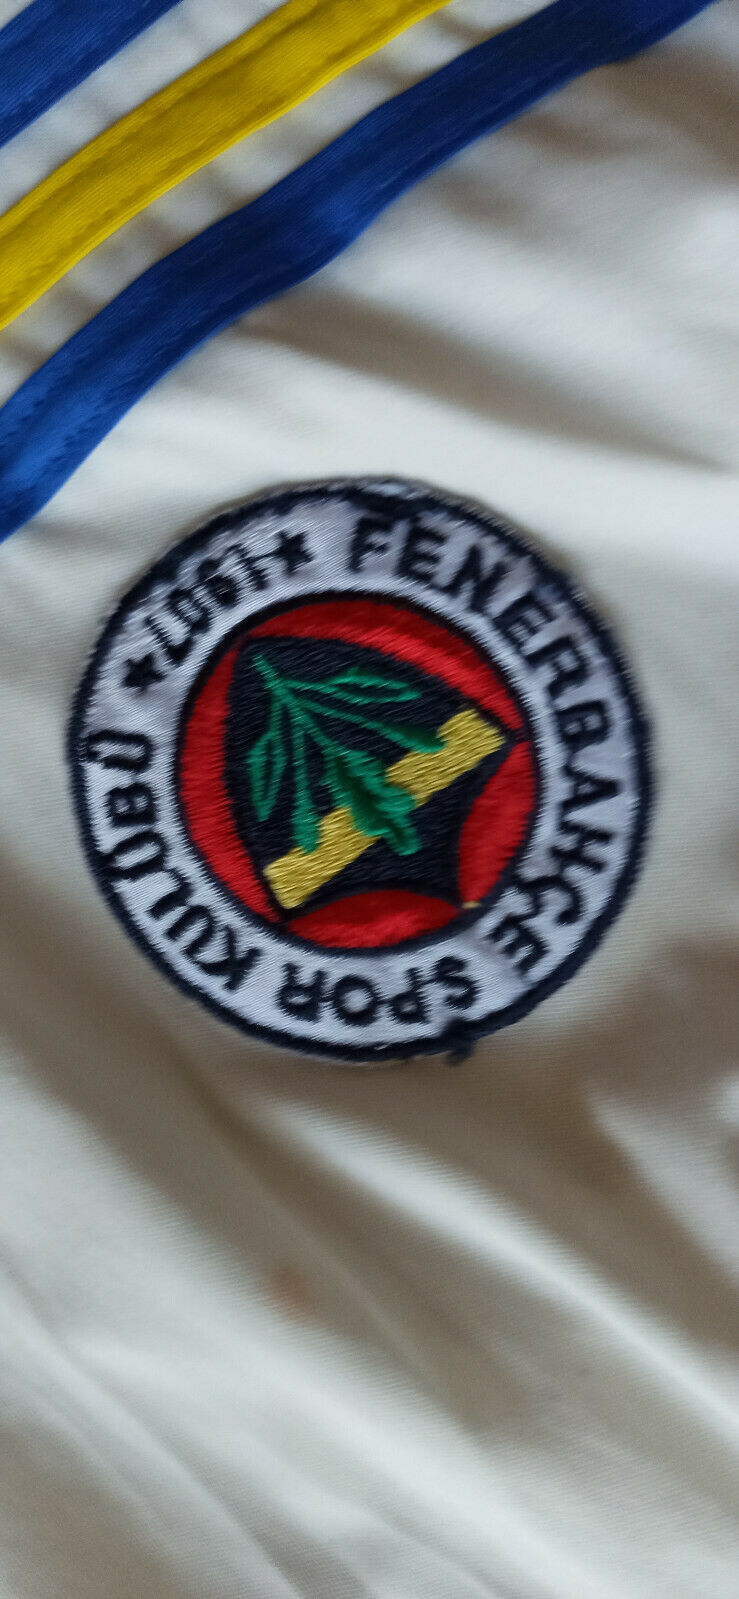 FENERBAHÇE SPOR KULÜBÜ
★1907★